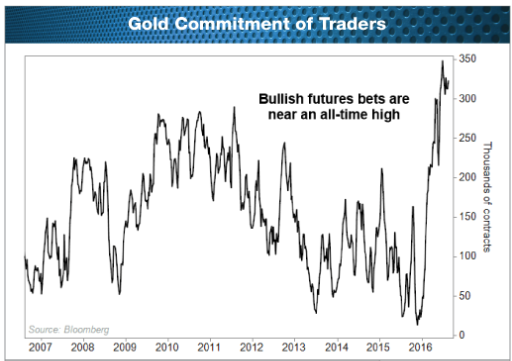 Gold Commitment of Traders
Bullish futures bets are
near an all-time high
350
300
250
200
150
100
50
0
Thousands of contracts
Source: Bloomberg
2007 2008 2009 2010 2011 2012 2013 2014 2015 2016